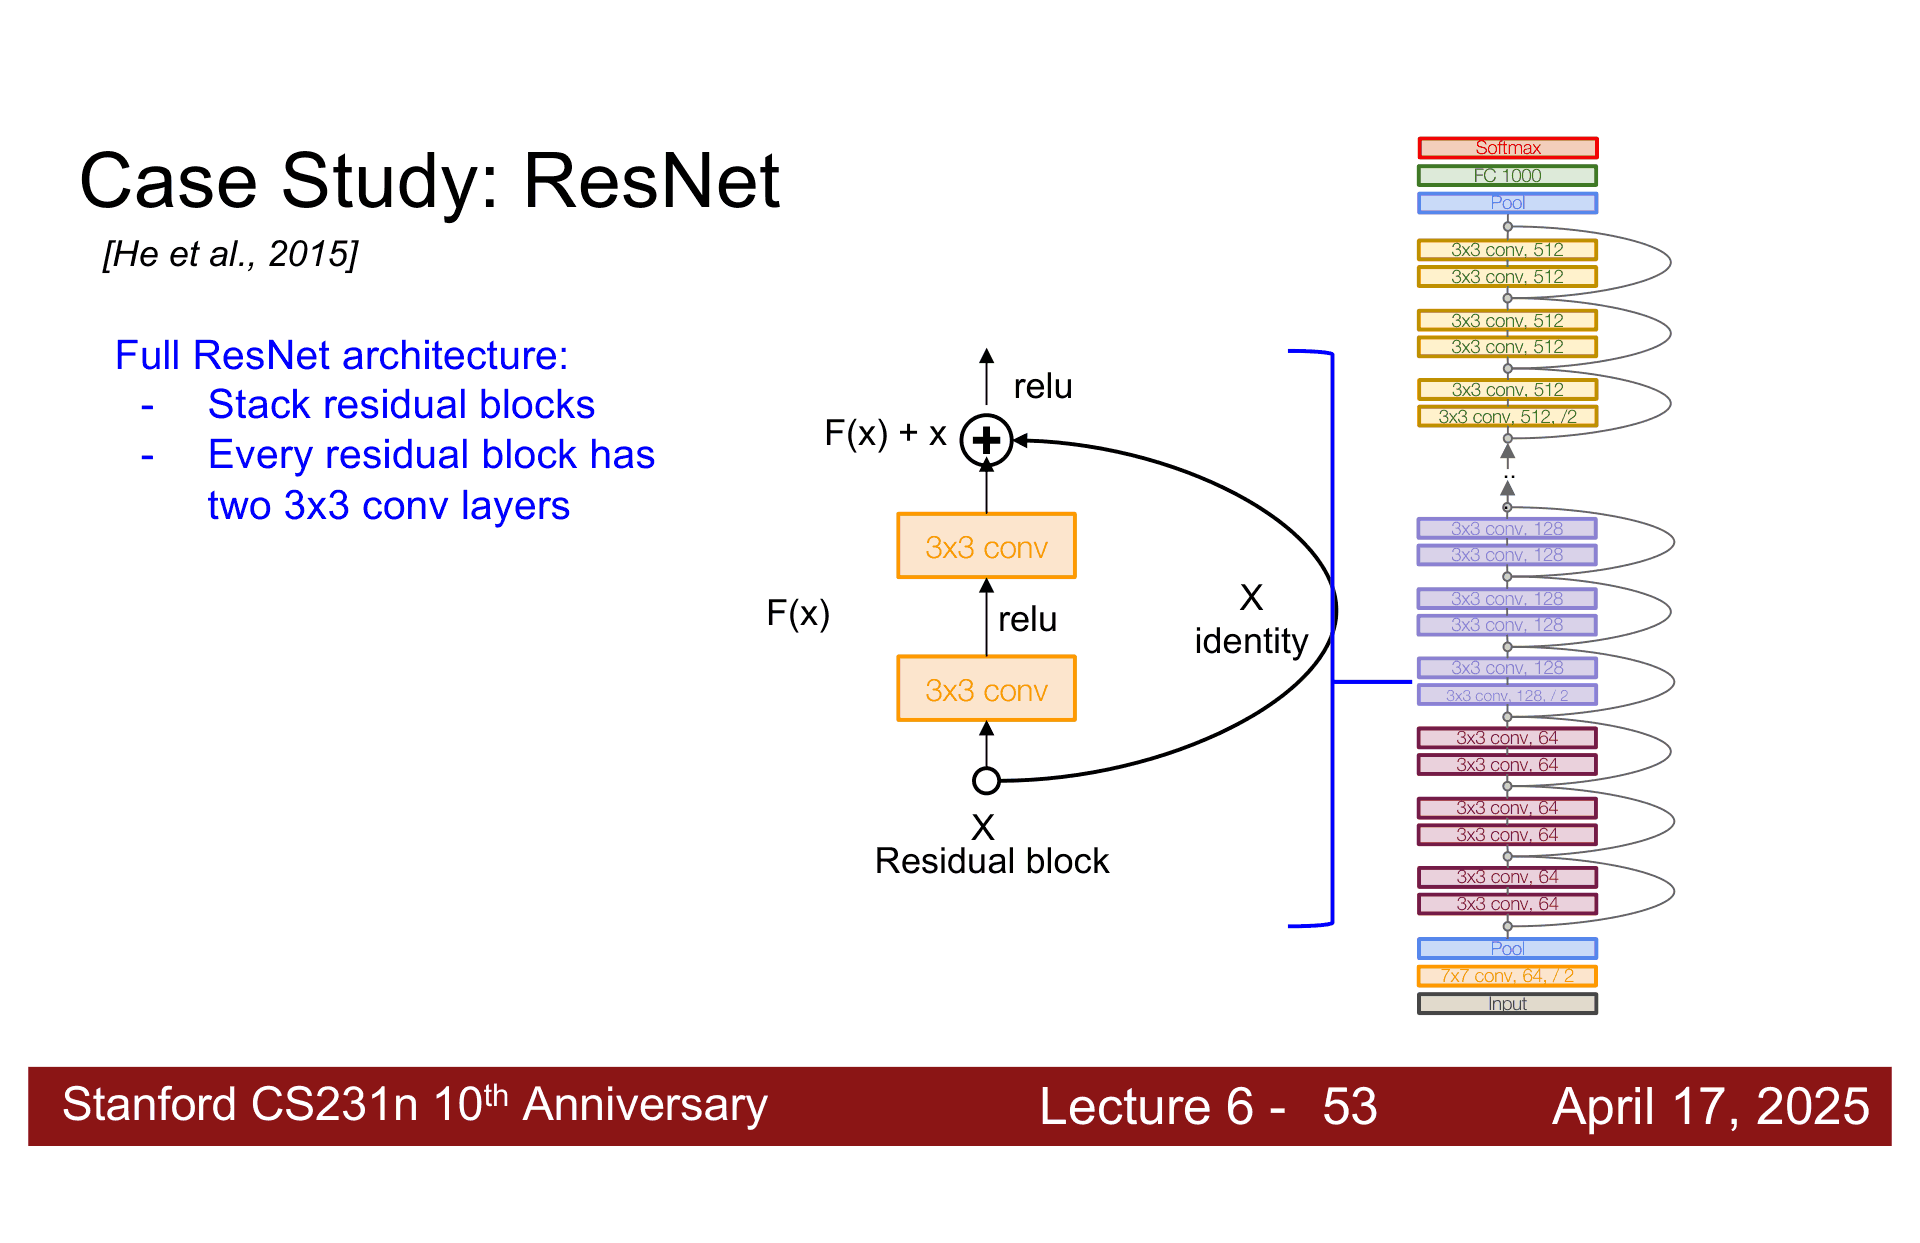 Case Study: ResNet
[He et al., 2015]
Full ResNet architecture:
- Stack residual blocks
- Every residual block has
two 3x3 conv layers
relu
F(x) + x
3x3 conv
F(x)
relu
X
identity
3x3 conv
X
Residual block
Softmax
FC 1000
Pool
3x3 conv, 512
3x3 conv, 512
3x3 conv, 512
3x3 conv, 512
3x3 conv, 512
3x3 conv, 512, /2
..
3x3 conv, 128
3x3 conv, 128
3x3 conv, 128
3x3 conv, 128
3x3 conv, 128
3x3 conv, 128, / 2
3x3 conv, 64
3x3 conv, 64
3x3 conv, 64
3x3 conv, 64
3x3 conv, 64
3x3 conv, 64
Pool
7x7 conv, 64, / 2
Input
Stanford CS231n 10th Anniversary
Lecture 6 - 53
April 17, 2025